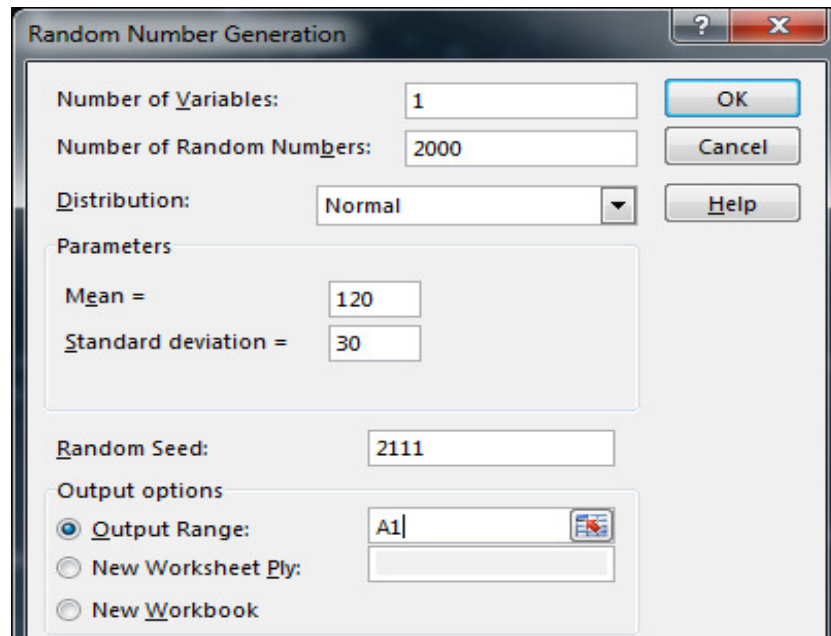 Random Number Generation ? X
Number of Variables: 1 OK
Number of Random Numbers: 2000 Cancel
Distribution: Normal Help
Parameters
Mean = 120
Standard deviation = 30
Random Seed: 2111
Output options
Output Range: A1
New Worksheet Ply:
New Workbook